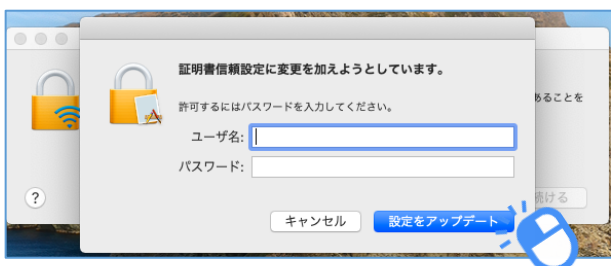 証明書信頼設定に変更を加えようとしています。
あることを
許可するにはパスワードを入力してください。
ユーザ名:
パスワード:
?
続ける
キャンセル
設定をアップデート